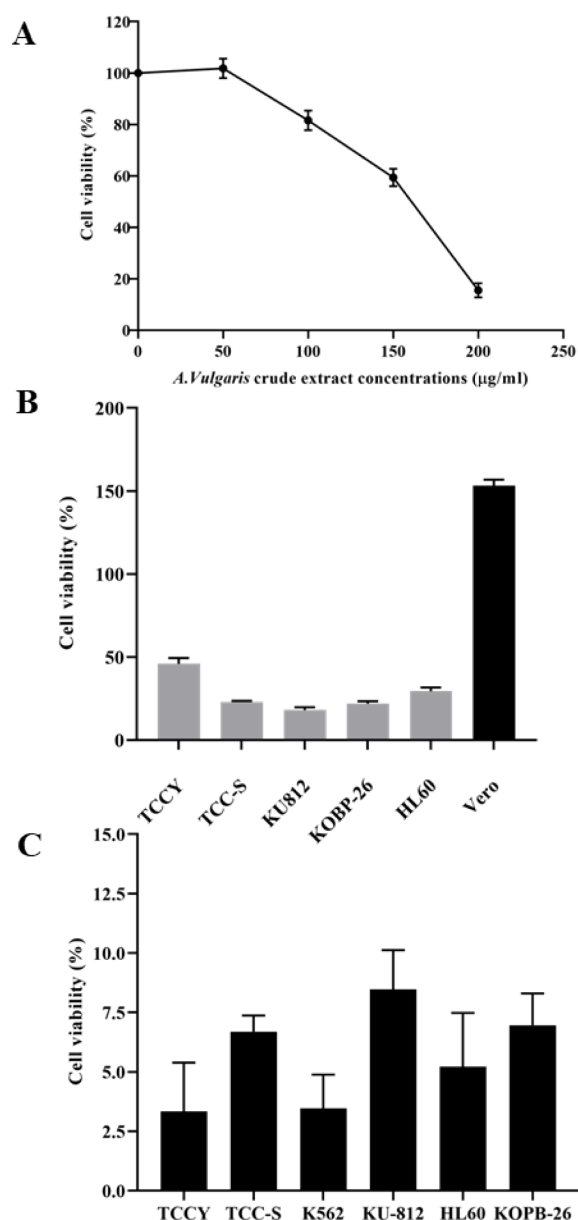 A
120
100
80
60
40
20
0
Cell viability (%)
0 50 100 150 200 250
A.Vulgaris crude extract concentrations (μg/ml)
B
200
150
100
50
0
Cell viability (%)
TCCY TCC-S KU812 KOBP-26 HL60 Vero
C
15.0
12.5
10.0
7.5
5.0
2.5
0.0
Cell viability (%)
TCCY TCC-S K562 KU-812 HL60 KOPB-26